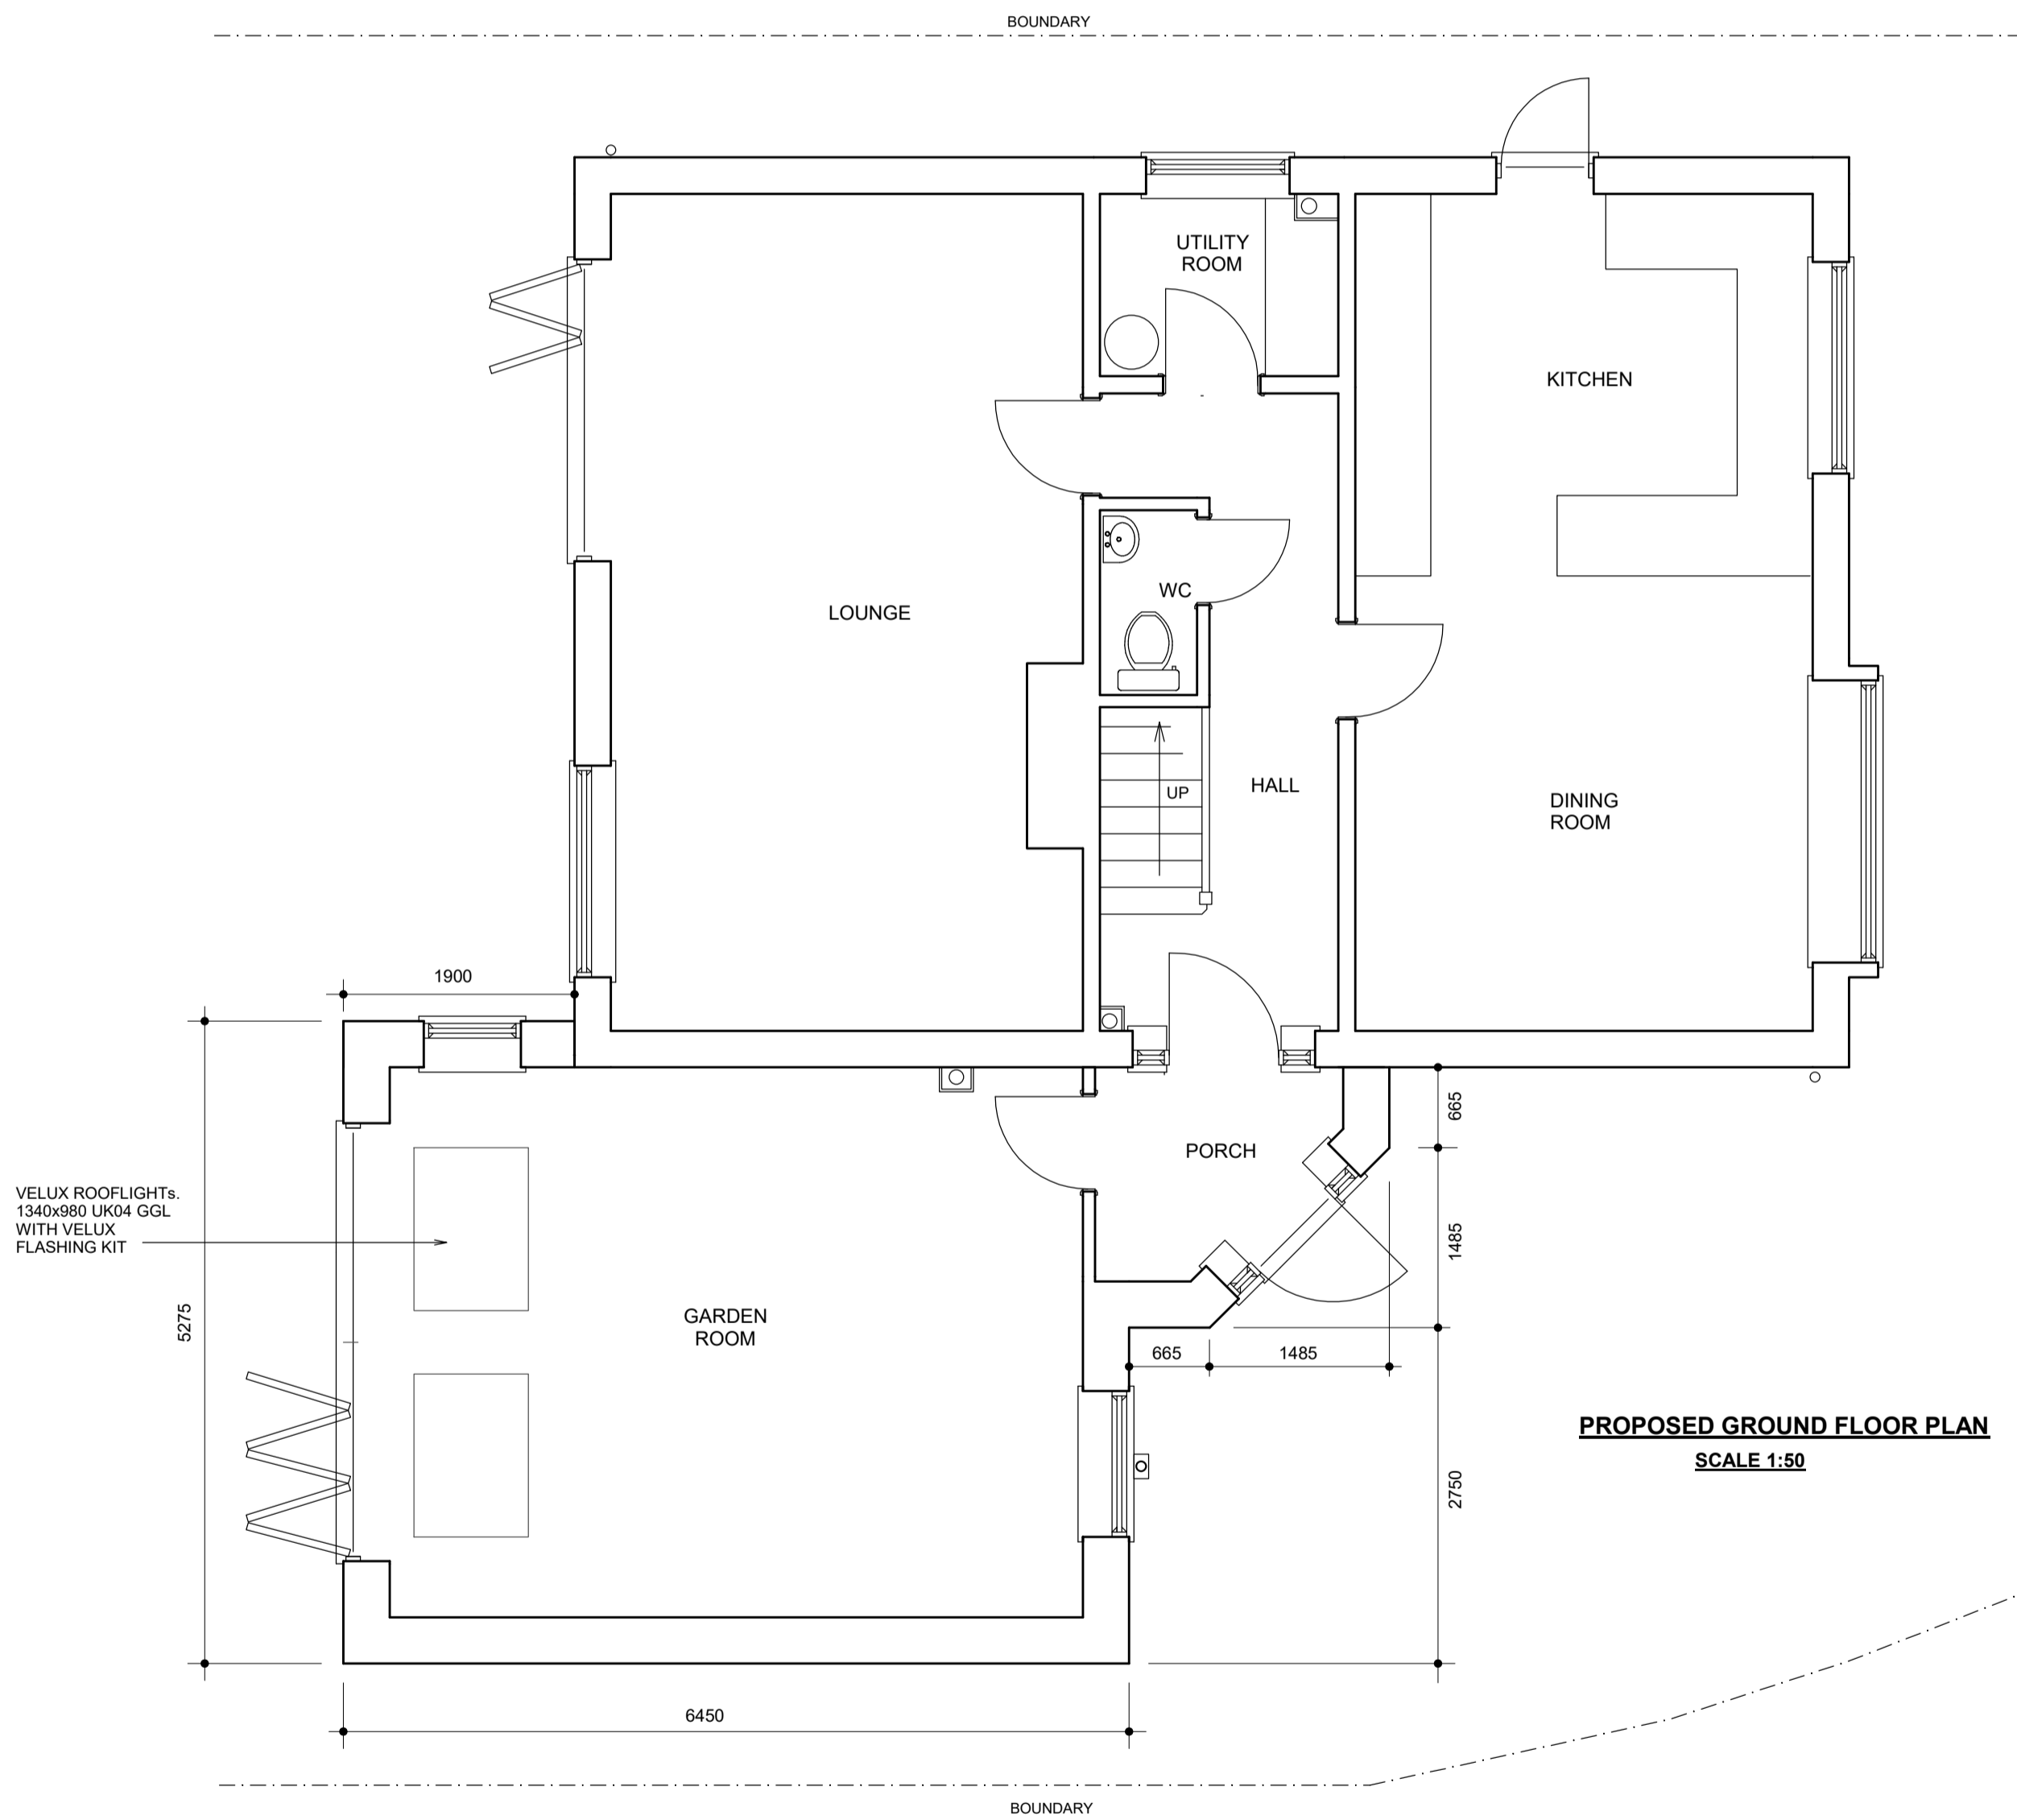 BOUNDARY
UTILITY
ROOM
KITCHEN
WC
LOUNGE
UP
HALL
DINING
ROOM
1900
665
PORCH
VELUX ROOFLIGHTs.
1340x980 UK04 GGL
WITH VELUX
FLASHING KIT
1485
5275
GARDEN
ROOM
665
1485
PROPOSED GROUND FLOOR PLAN
SCALE 1:50
2750
6450
BOUNDARY